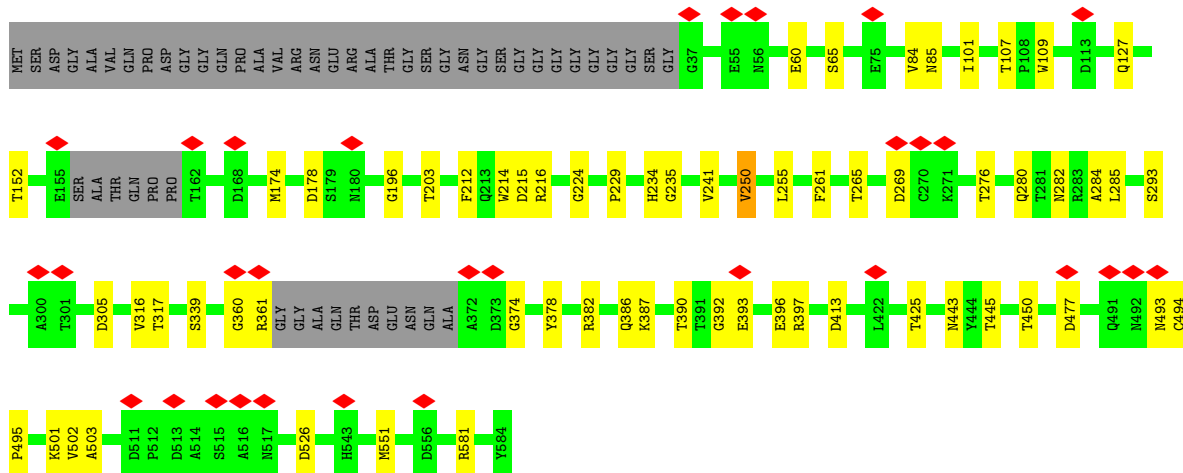 MET SER ASP GLY ALA VAL GLN PRO ASP GLY GLY GLN PRO ALA VAL ARG ASN GLU ARG ALA THR GLY SER GLY ASN GLY SER GLY GLY GLY GLY GLY GLY GLY SER GLY G37 E55 N56 E60 S65 E75 V84 N85 I101 T107 P108 W109 D113 Q127
T152 E155 SER ALA THR GLN PRO PRO T162 D168 M174 D178 S179 N180 G196 T203 F212 Q213 W214 D215 R216 G224 P229 H234 G235 V241 V250 L255 F261 T265 D269 C270 K271 T276 Q280 T281 N282 R283 A284 L285 S293
A300 T301 D305 V316 T317 S339 G360 R361 GLY GLY ALA GLN THR ASP GLU ASN GLN ALA A372 D373 G374 Y378 R382 Q386 K387 T390 T391 G392 E393 E396 R397 D413 L422 T425 N443 Y444 T445 T450 D477 Q491 N492 N493 C494
P495 K501 V502 A503 D511 P512 D513 A514 S515 A516 N517 D526 H543 M551 D556 R581 Y584